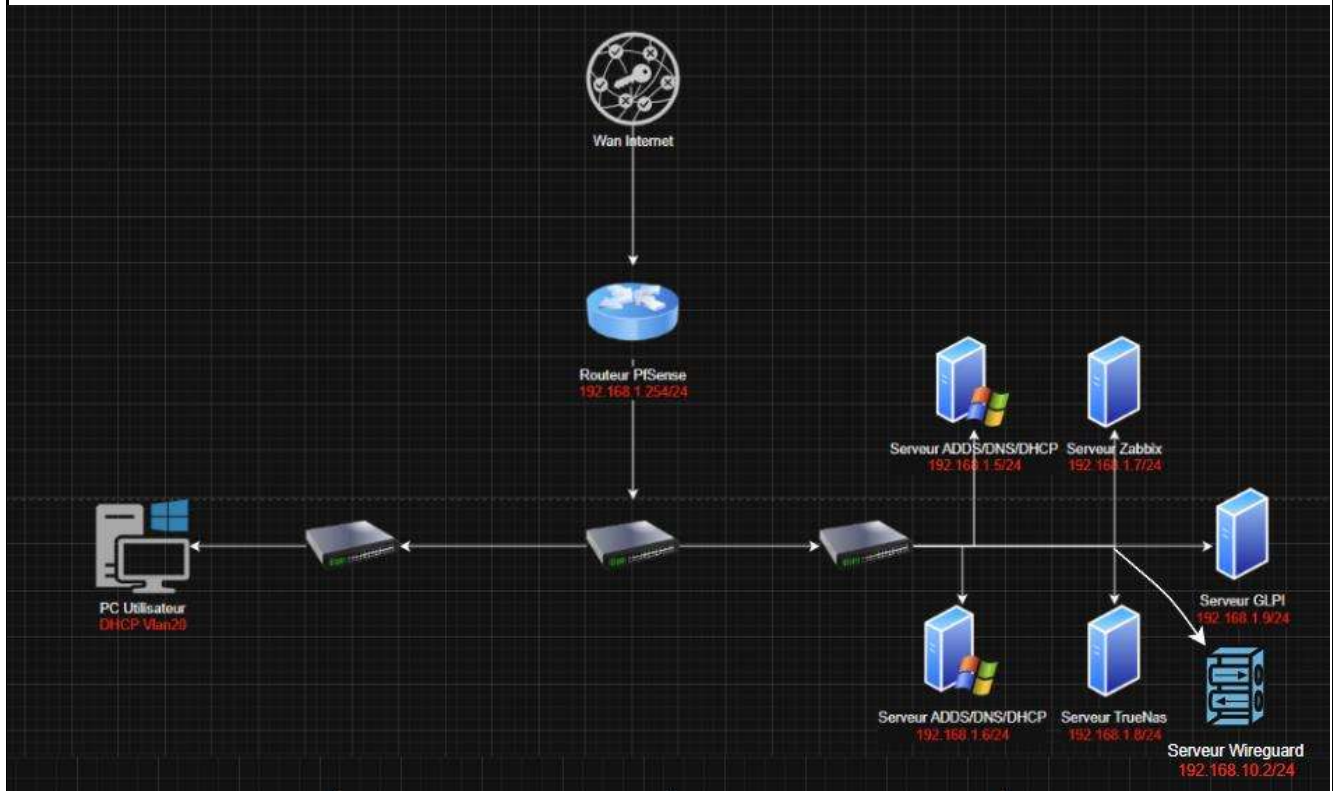 Wan Internet
Routeur PfSense
192.168.1.254/24
Serveur ADDS/DNS/DHCP
192.168.1.5/24
Serveur Zabbix
192.168.1.7/24
PC Utilisateur
DHCP Vlan20
Serveur GLPI
192.168.1.9/24
Serveur ADDS/DNS/DHCP
192.168.1.6/24
Serveur TrueNas
192.168.1.8/24
Serveur Wireguard
192.168.10.2/24